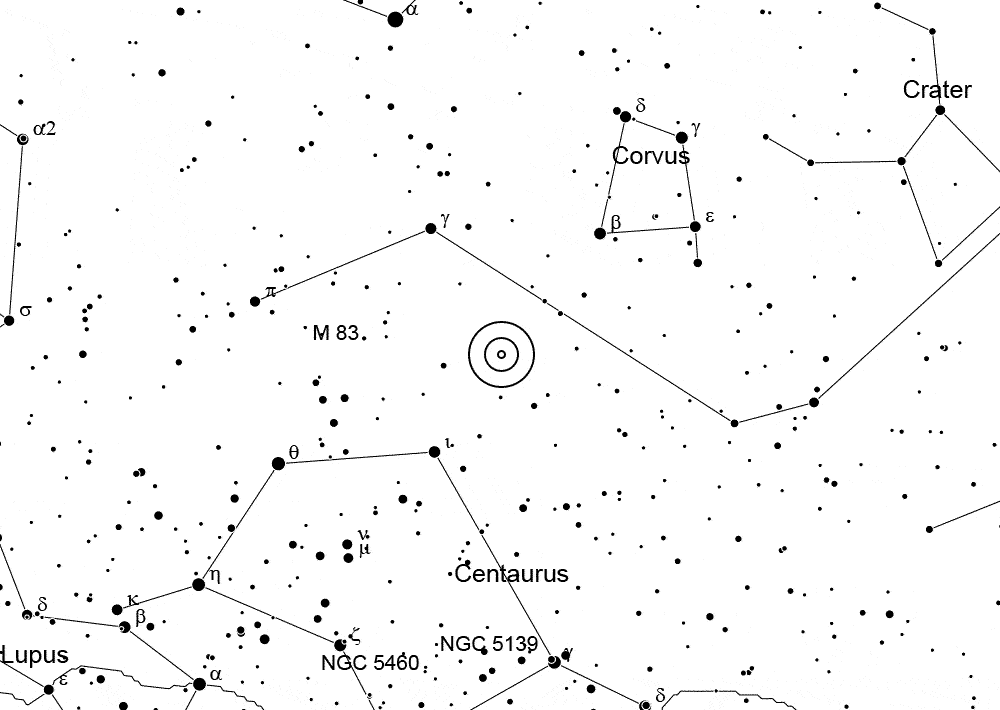 α
α2
δ
γ
Crater
Corvus
β
ε
γ
π
σ
M 83
θ
ι
ν
μ
η
Centaurus
κ
β
δ
ζ
NGC 5139
γ
NGC 5460
Lupus
ε
α
δ